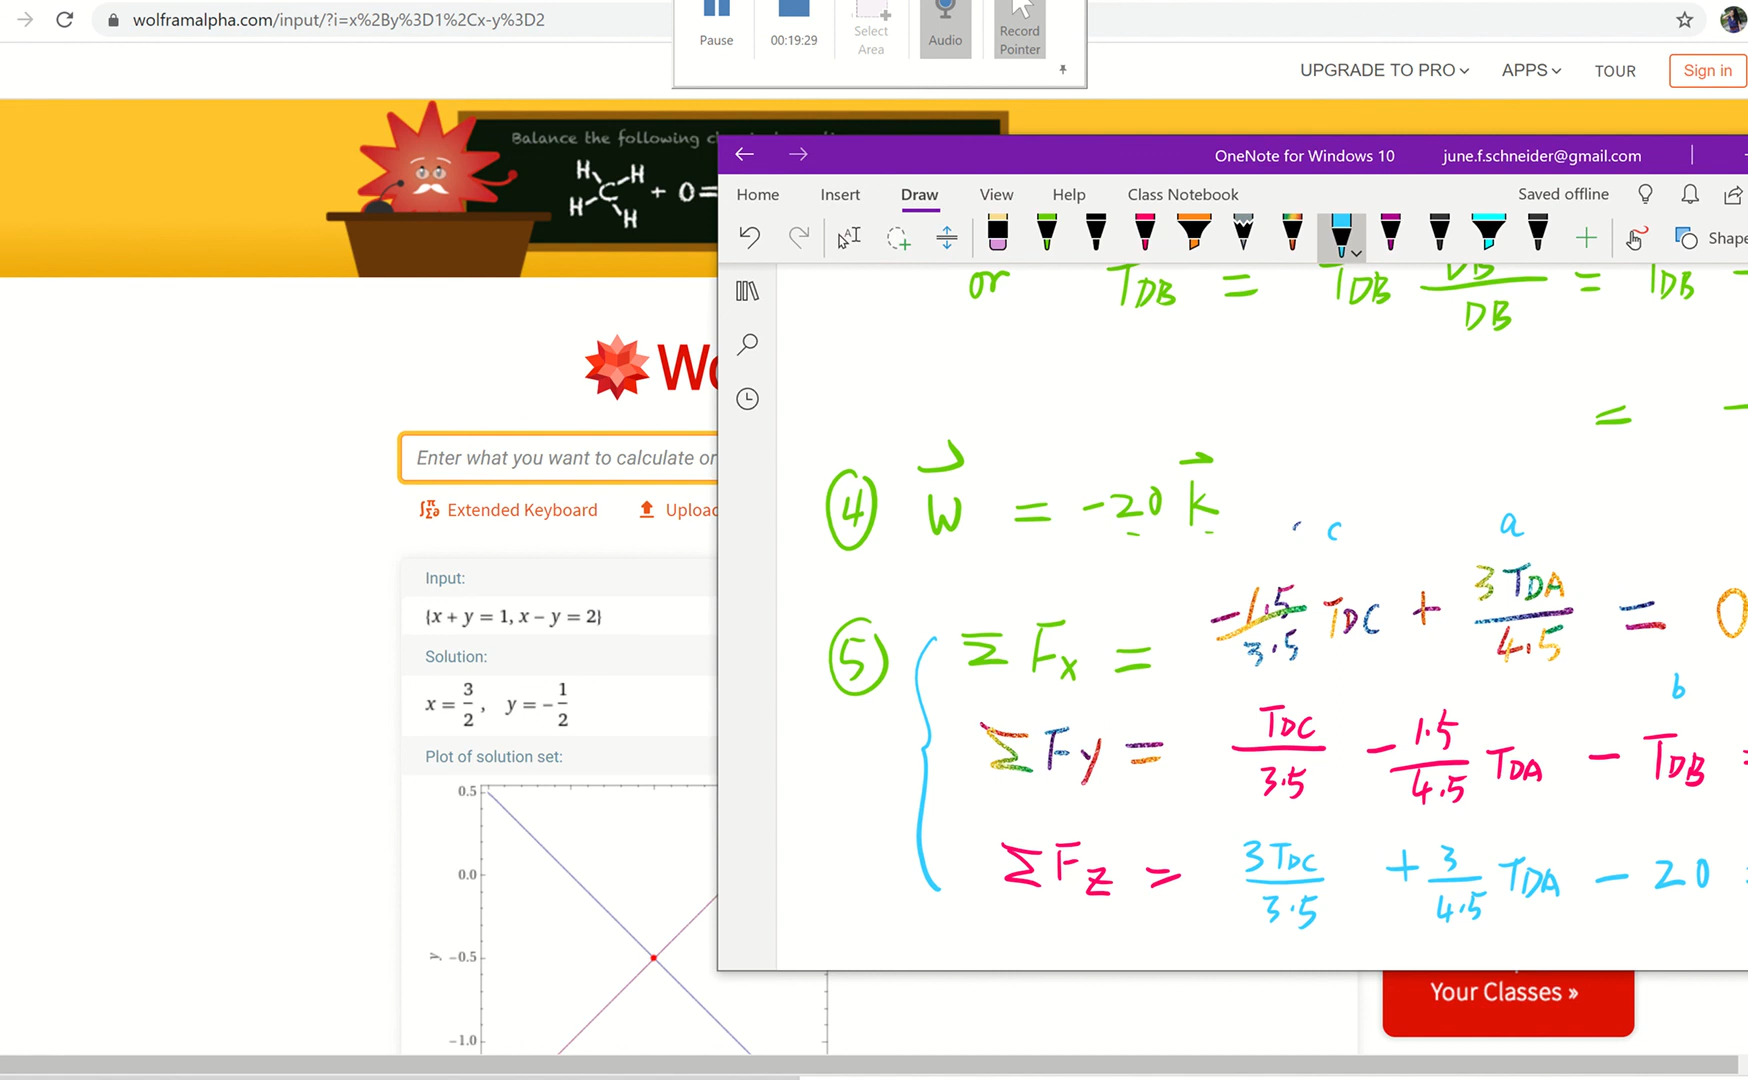 wolframalpha.com/input/?i=x%2By%3D1%2Cx-y%3D2
Pause
00:19:29
Select Area
Audio
Record Pointer
UPGRADE TO PRO
APPS
TOUR
Sign in
Balance the following
H H C H H + O =
OneNote for Windows 10
june.f.schneider@gmail.com
Home
Insert
Draw
View
Help
Class Notebook
Saved offline
or T_DB = T_DB DB/DB = T_DB -
= -
④ W⃗ = -20 k⃗
c a
⑤ { ΣFx = -1.5/3.5 TDC + 3TDA/4.5 = 0
b
ΣFy = TDC/3.5 - 1.5/4.5 TDA - TDB =
ΣFz = 3TDC/3.5 + 3/4.5 TDA - 20 =
Enter what you want to calculate or
Extended Keyboard
Input:
{x + y = 1, x − y = 2}
Solution:
x = 3/2, y = −1/2
Plot of solution set:
0.5
0.0
y −0.5
−1.0
Your Classes »